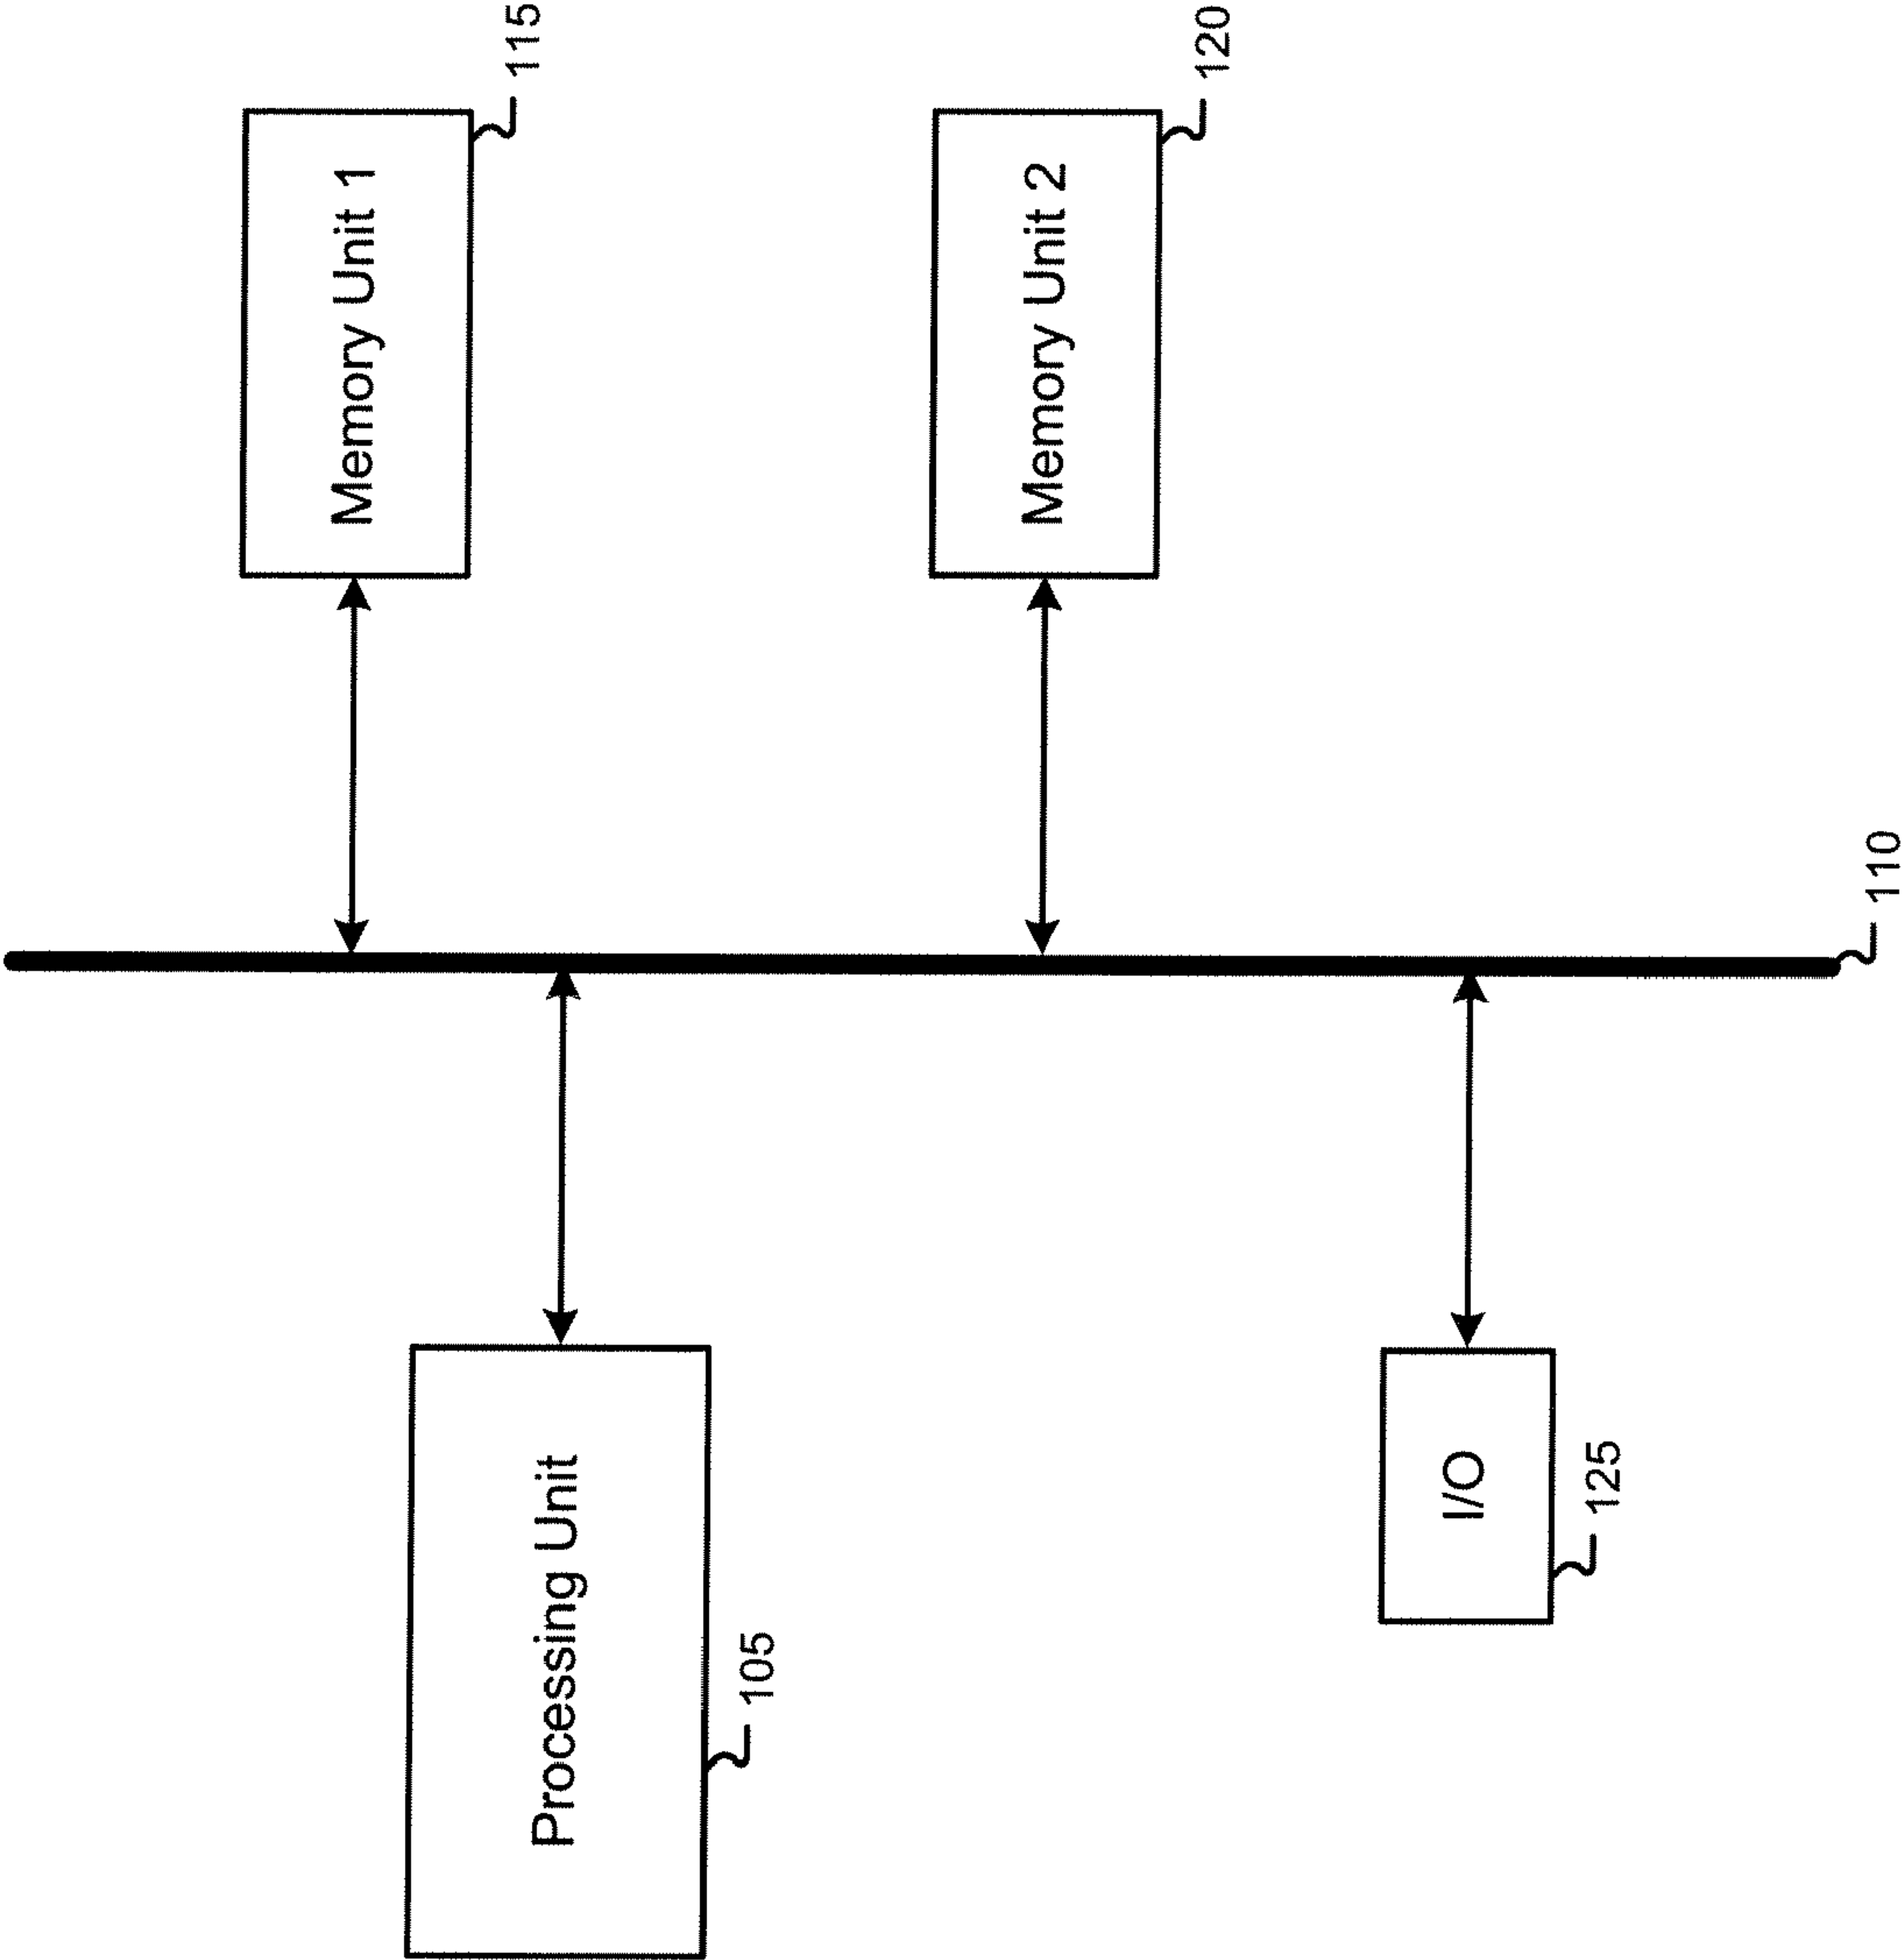 Processing Unit
105
I/O
125
110
Memory Unit 1
115
Memory Unit 2
120